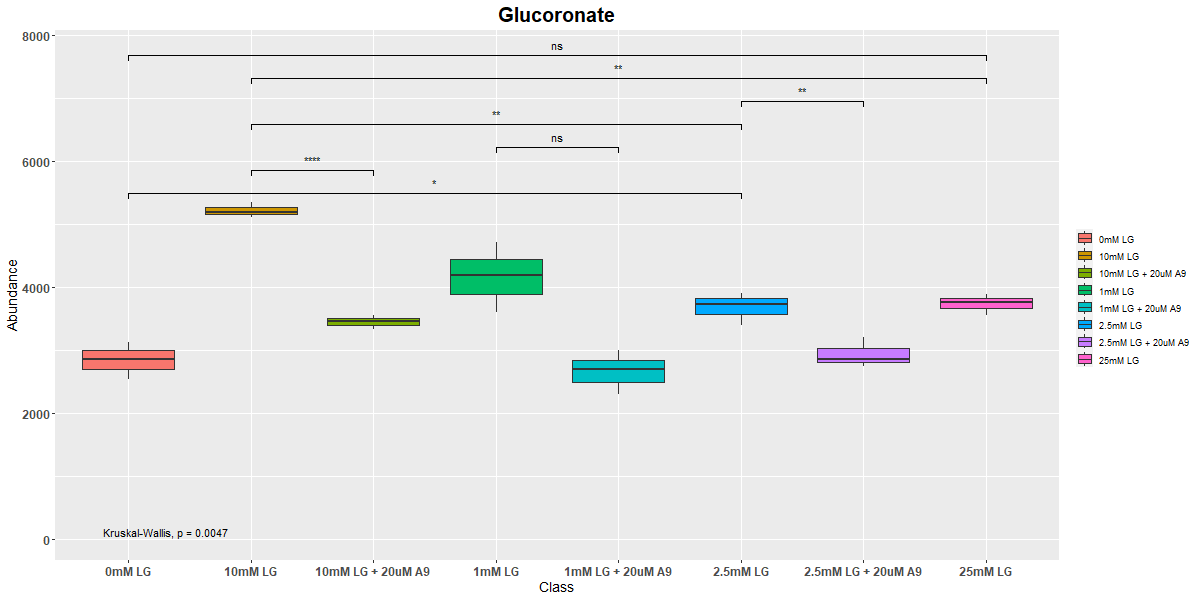 Glucoronate
8000
6000
4000
2000
0
Abundance
ns
**
**
**
ns
****
*
Kruskal-Wallis, p = 0.0047
0mM LG
10mM LG
10mM LG + 20uM A9
1mM LG
1mM LG + 20uM A9
2.5mM LG
2.5mM LG + 20uM A9
25mM LG
Class
0mM LG
10mM LG
10mM LG + 20uM A9
1mM LG
1mM LG + 20uM A9
2.5mM LG
2.5mM LG + 20uM A9
25mM LG